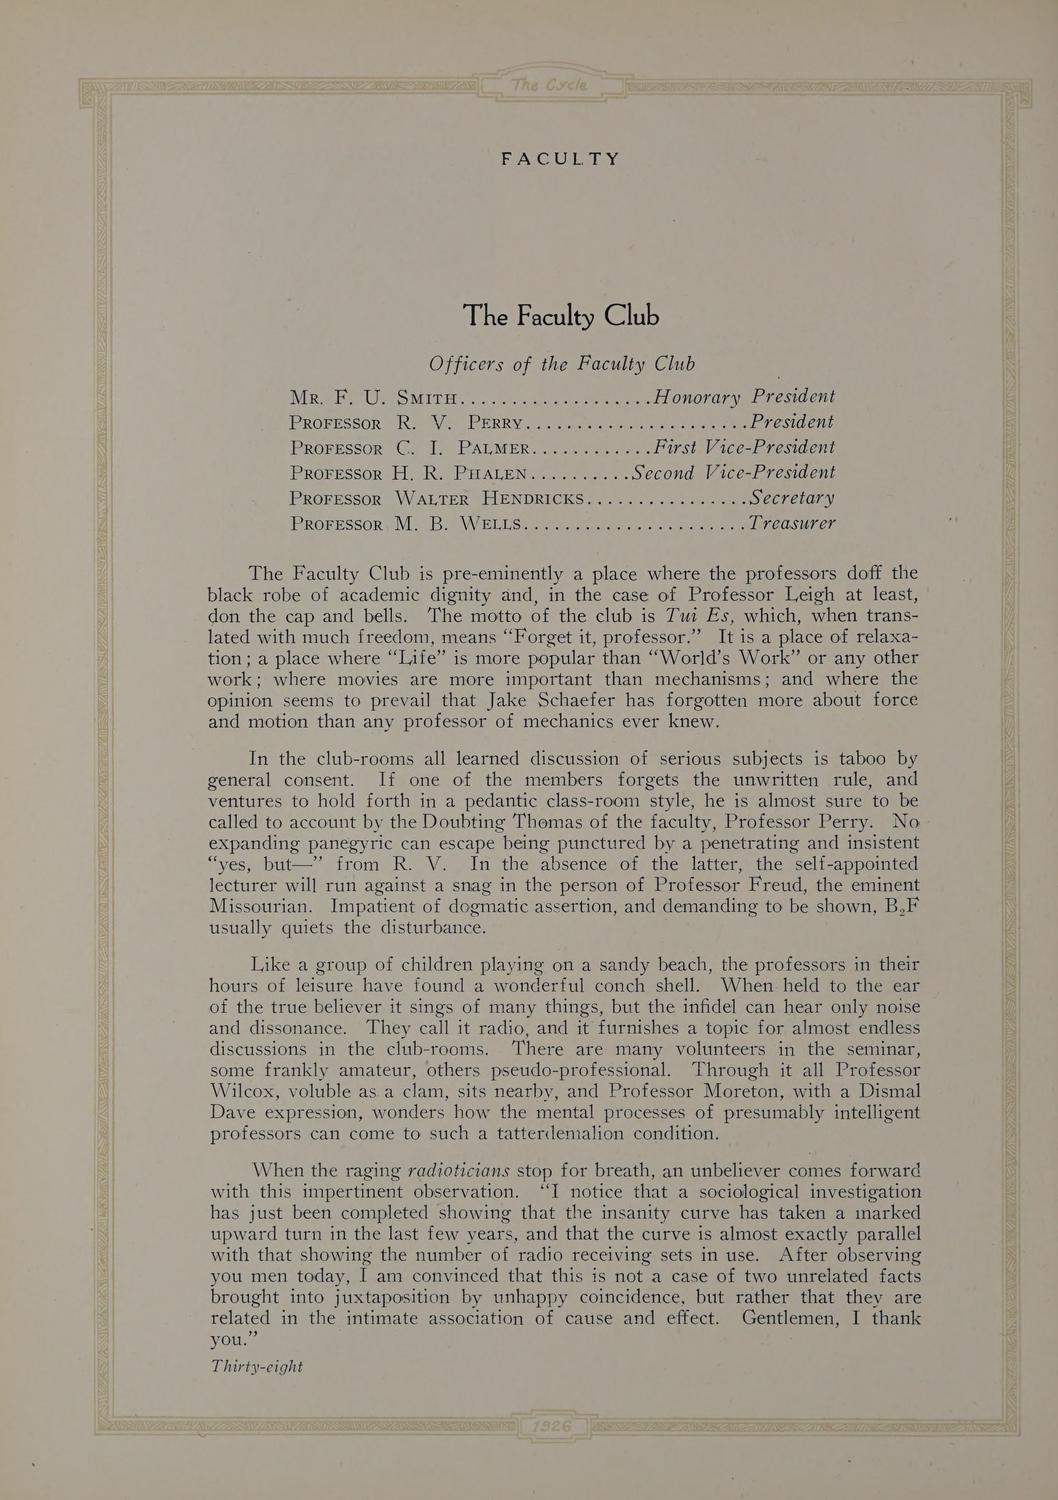 The Cycle
FACULTY
The Faculty Club
Officers of the Faculty Club
MR. F. U. SMITH...................Honorary President
PROFESSOR R. V. PERRY......................President
PROFESSOR C. I. PALMER............First Vice-President
PROFESSOR H. R. PHALEN..........Second Vice-President
PROFESSOR WALTER HENDRICKS................Secretary
PROFESSOR M. B. WELLS......................Treasurer
The Faculty Club is pre-eminently a place where the professors doff the
black robe of academic dignity and, in the case of Professor Leigh at least,
don the cap and bells. The motto of the club is Tui Es, which, when trans-
lated with much freedom, means “Forget it, professor.” It is a place of relaxa-
tion; a place where “Life” is more popular than “World’s Work” or any other
work; where movies are more important than mechanisms; and where the
opinion seems to prevail that Jake Schaefer has forgotten more about force
and motion than any professor of mechanics ever knew.
In the club-rooms all learned discussion of serious subjects is taboo by
general consent. If one of the members forgets the unwritten rule, and
ventures to hold forth in a pedantic class-room style, he is almost sure to be
called to account by the Doubting Thomas of the faculty, Professor Perry. No
expanding panegyric can escape being punctured by a penetrating and insistent
“yes, but—” from R. V. In the absence of the latter, the self-appointed
lecturer will run against a snag in the person of Professor Freud, the eminent
Missourian. Impatient of dogmatic assertion, and demanding to be shown, B₂F
usually quiets the disturbance.
Like a group of children playing on a sandy beach, the professors in their
hours of leisure have found a wonderful conch shell. When held to the ear
of the true believer it sings of many things, but the infidel can hear only noise
and dissonance. They call it radio, and it furnishes a topic for almost endless
discussions in the club-rooms. There are many volunteers in the seminar,
some frankly amateur, others pseudo-professional. Through it all Professor
Wilcox, voluble as a clam, sits nearby, and Professor Moreton, with a Dismal
Dave expression, wonders how the mental processes of presumably intelligent
professors can come to such a tatterdemalion condition.
When the raging radioticians stop for breath, an unbeliever comes forward
with this impertinent observation. “I notice that a sociological investigation
has just been completed showing that the insanity curve has taken a marked
upward turn in the last few years, and that the curve is almost exactly parallel
with that showing the number of radio receiving sets in use. After observing
you men today, I am convinced that this is not a case of two unrelated facts
brought into juxtaposition by unhappy coincidence, but rather that they are
related in the intimate association of cause and effect. Gentlemen, I thank
you.”
Thirty-eight
1926